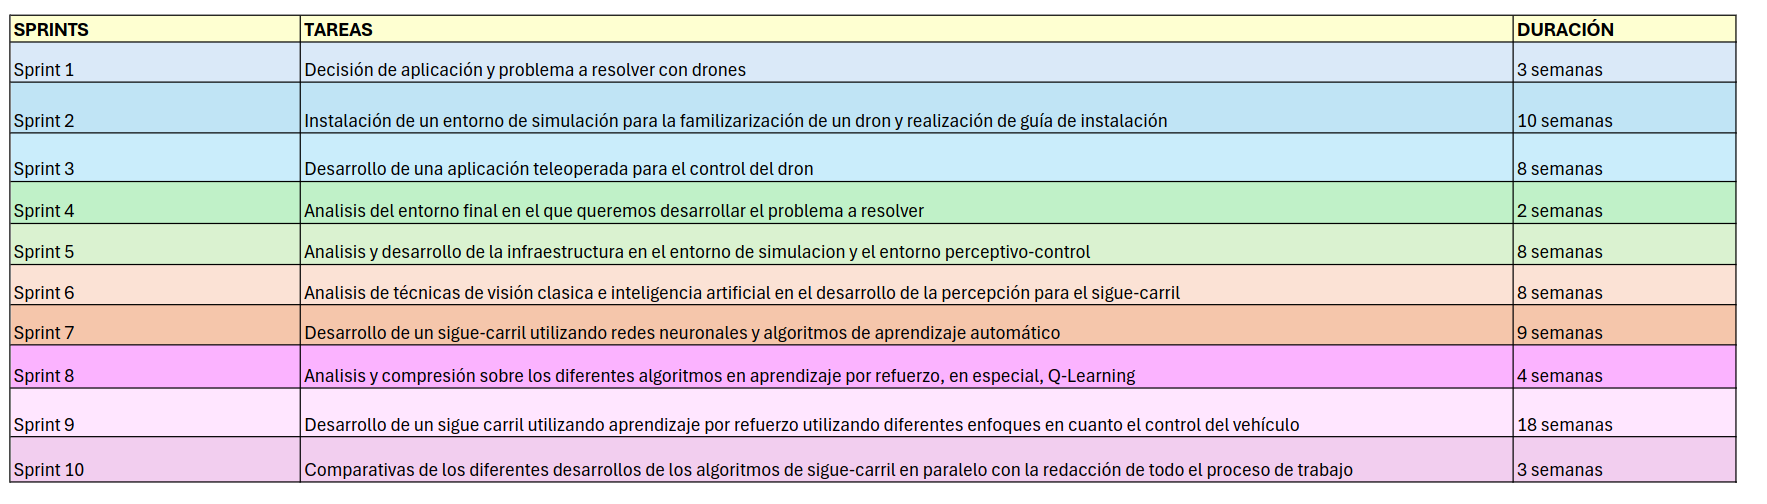 SPRINTS TAREAS DURACIÓN
Sprint 1 Decisión de aplicación y problema a resolver con drones 3 semanas
Sprint 2 Instalación de un entorno de simulación para la familizarización de un dron y realización de guía de instalación 10 semanas
Sprint 3 Desarrollo de una aplicación teleoperada para el control del dron 8 semanas
Sprint 4 Analisis del entorno final en el que queremos desarrollar el problema a resolver 2 semanas
Sprint 5 Analisis y desarrollo de la infraestructura en el entorno de simulacion y el entorno perceptivo-control 8 semanas
Sprint 6 Analisis de técnicas de visión clasica e inteligencia artificial en el desarrollo de la percepción para el sigue-carril 8 semanas
Sprint 7 Desarrollo de un sigue-carril utilizando redes neuronales y algoritmos de aprendizaje automático 9 semanas
Sprint 8 Analisis y compresión sobre los diferentes algoritmos en aprendizaje por refuerzo, en especial, Q-Learning 4 semanas
Sprint 9 Desarrollo de un sigue carril utilizando aprendizaje por refuerzo utilizando diferentes enfoques en cuanto el control del vehículo 18 semanas
Sprint 10 Comparativas de los diferentes desarrollos de los algoritmos de sigue-carril en paralelo con la redacción de todo el proceso de trabajo 3 semanas